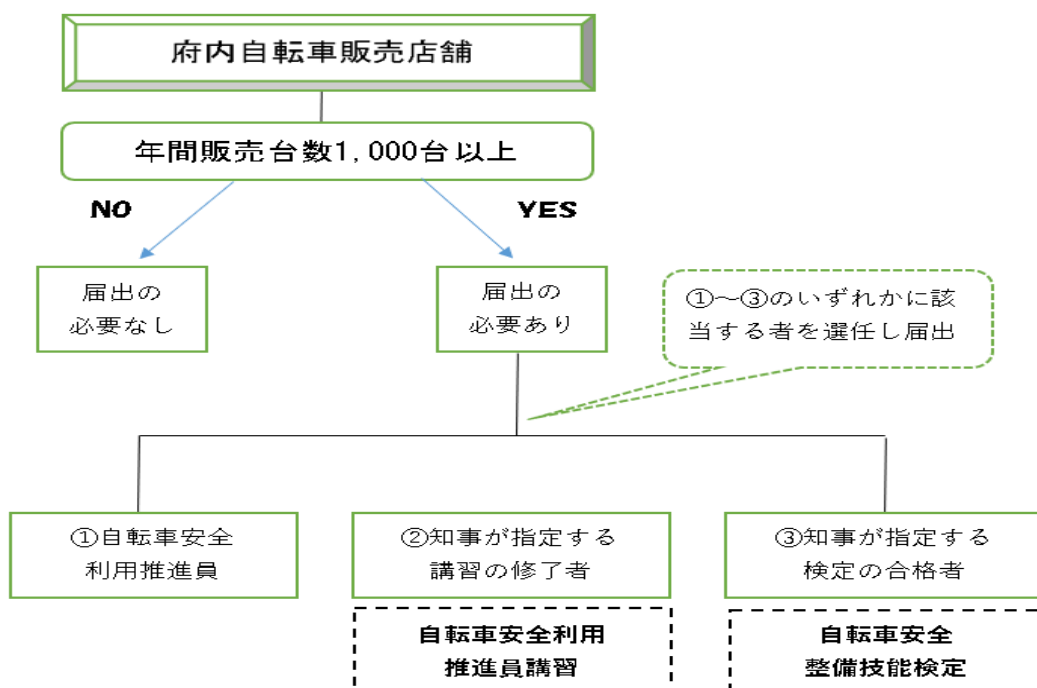 府内自転車販売店舗
年間販売台数1,000台以上
NO
YES
届出の
必要なし
届出の
必要あり
①～③のいずれかに該
当する者を選任し届出
①自転車安全
利用推進員
②知事が指定する
講習の修了者
③知事が指定する
検定の合格者
自転車安全利用
推進員講習
自転車安全
整備技能検定